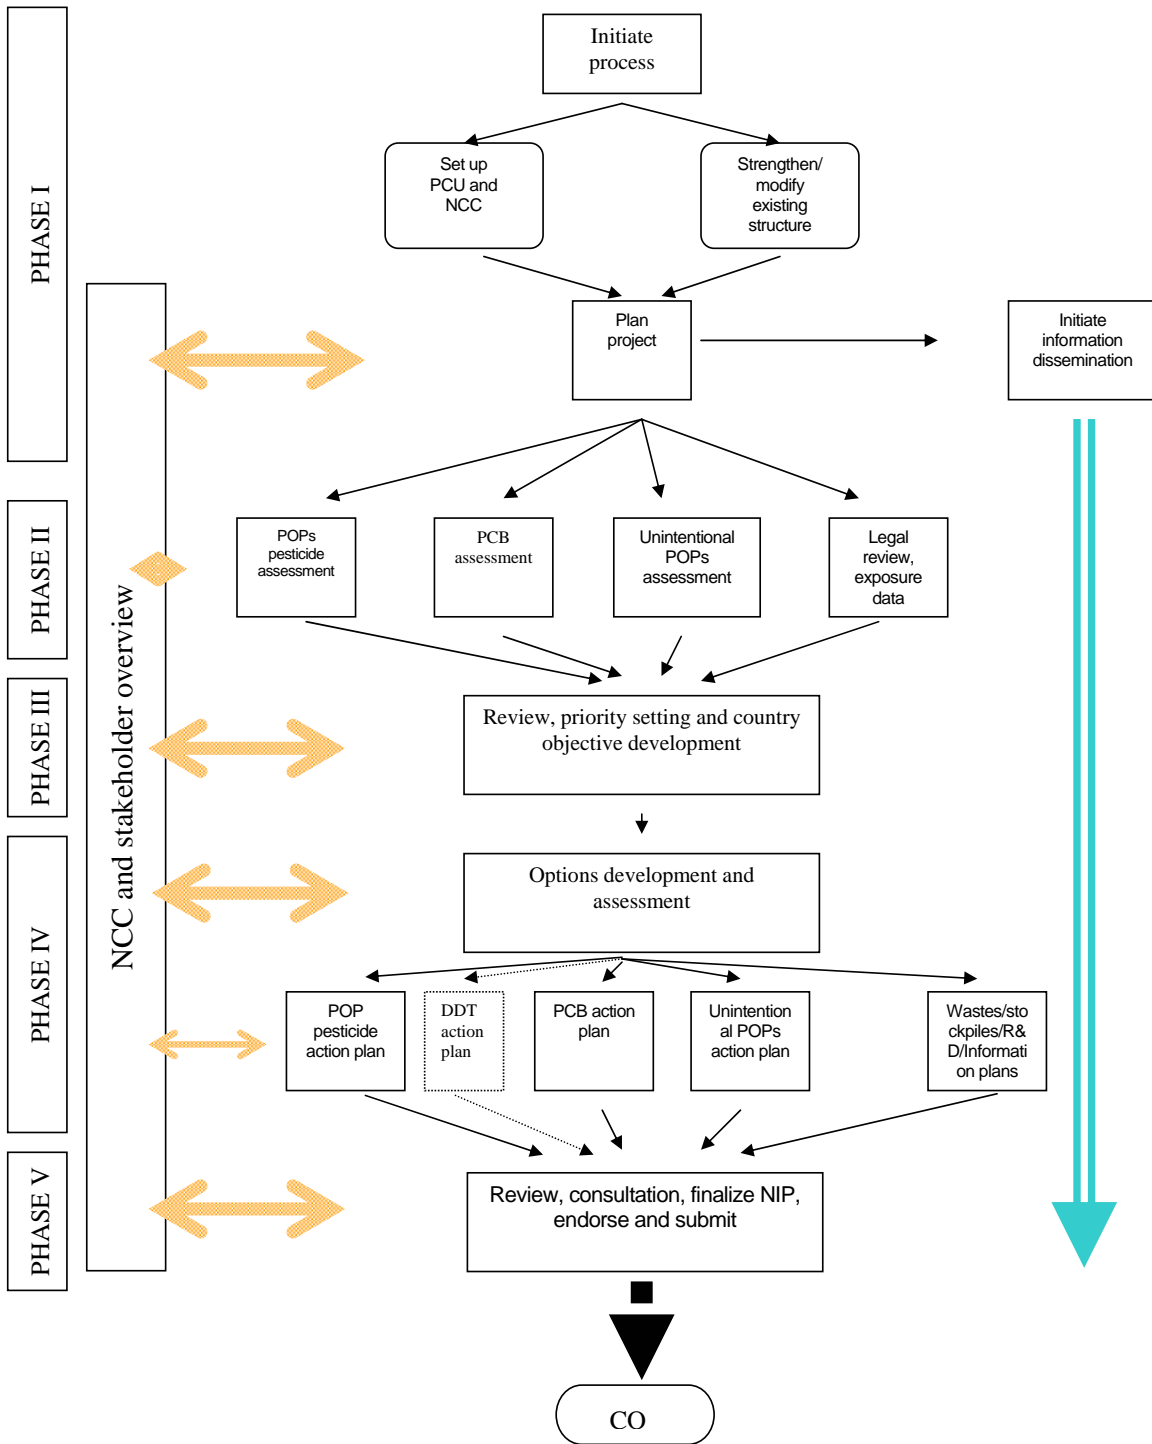 PHASE I
Initiate
process
Set up
PCU and
NCC
Strengthen/
modify
existing
structure
NCC and stakeholder overview
Plan
project
Initiate
information
dissemination
PHASE II
POPs
pesticide
assessment
PCB
assessment
Unintentional
POPs
assessment
Legal
review,
exposure
data
PHASE III
Review, priority setting and country
objective development
PHASE IV
Options development and
assessment
POP
pesticide
action plan
DDT
action
plan
PCB action
plan
Unintention
al POPs
action plan
Wastes/sto
ckpiles/R&
D/Informati
on plans
PHASE V
Review, consultation, finalize NIP,
endorse and submit
CO